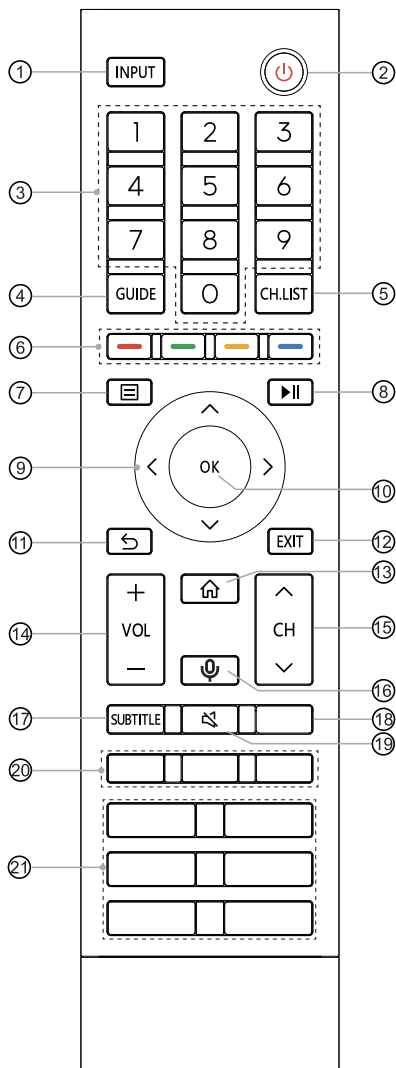 ① INPUT ②
1 2 3
③ 4 5 6
7 8 9
④ GUIDE 0 CH.LIST ⑤
⑥
⑦ ⑧
⑨ OK
⑩
⑪ EXIT ⑫
⑬
+
⑭ VOL CH ⑮
−
⑯
⑰ SUBTITLE ⑱
⑲
⑳
㉑